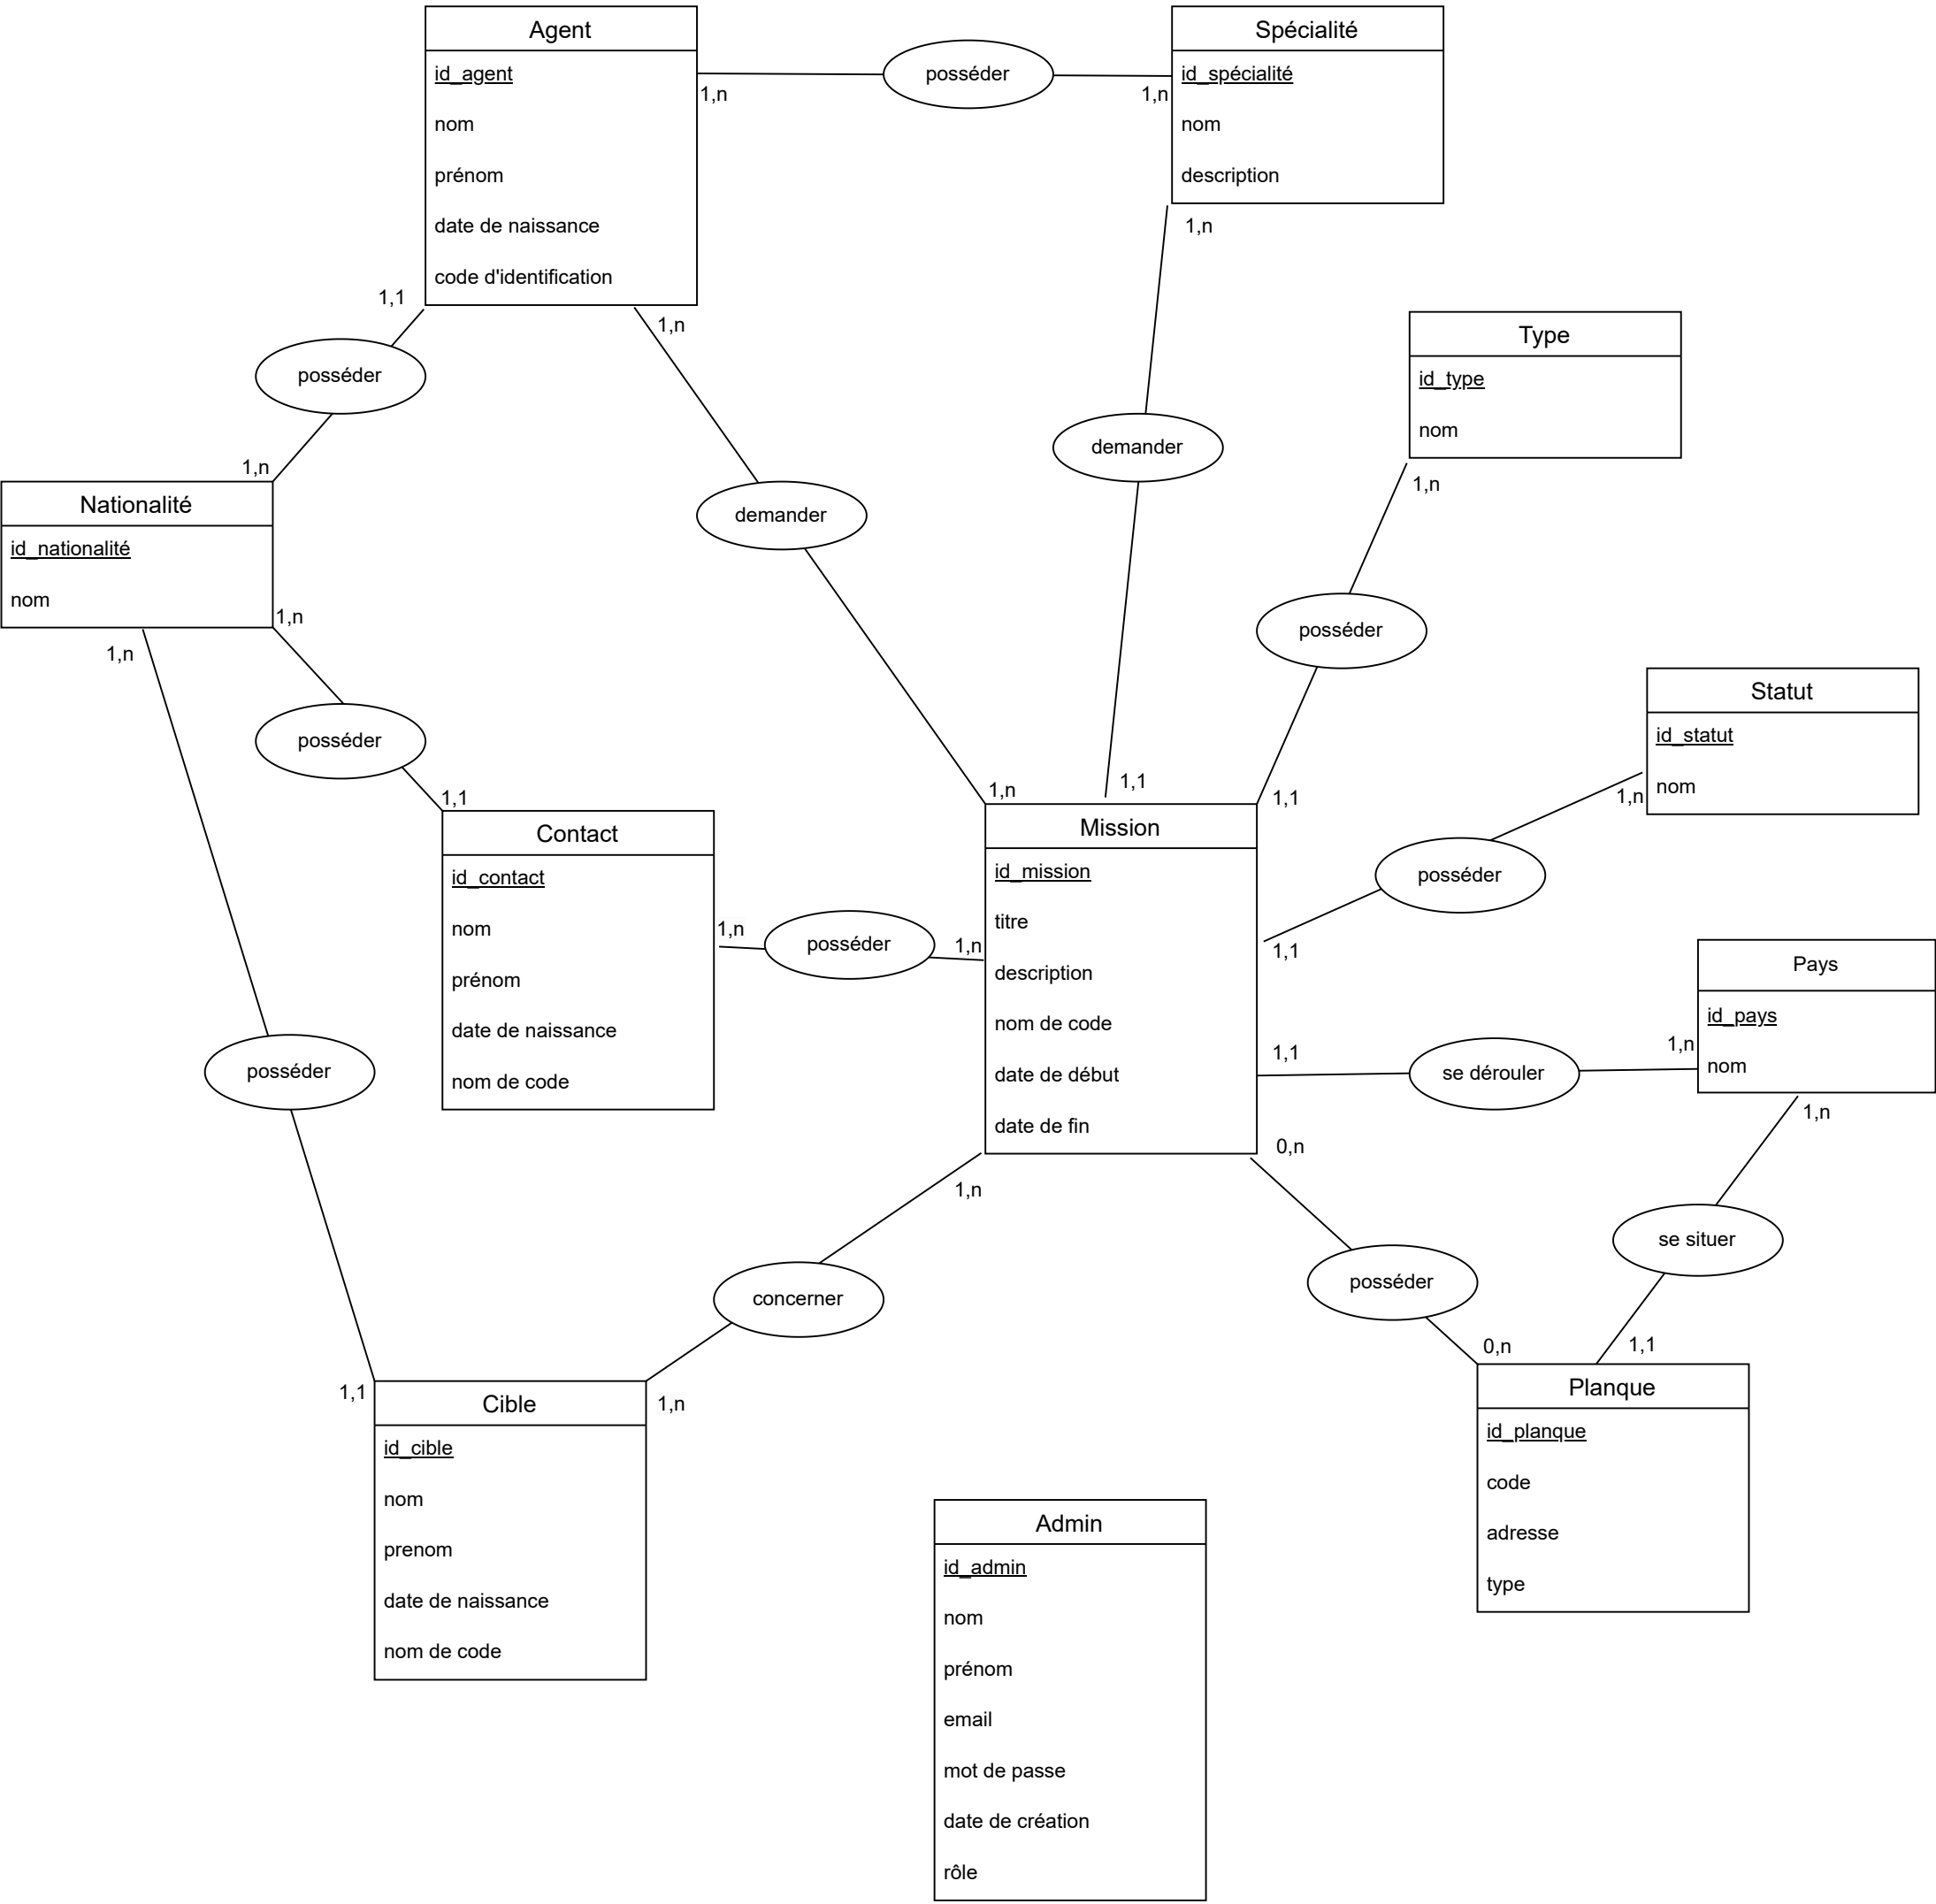 Agent
id_agent
nom
prénom
date de naissance
code d'identification
posséder
1,n
1,n
Spécialité
id_spécialité
nom
description
1,n
1,1
posséder
1,n
1,n
demander
1,n
demander
1,1
Type
id_type
nom
1,n
posséder
1,1
Nationalité
id_nationalité
nom
1,n
1,n
posséder
1,1
Statut
id_statut
nom
1,n
posséder
1,1
Contact
id_contact
nom
prénom
date de naissance
nom de code
1,n
posséder
1,n
Mission
id_mission
titre
description
nom de code
date de début
date de fin
1,n
Pays
id_pays
nom
1,1
se dérouler
1,n
1,n
se situer
1,1
0,n
posséder
0,n
posséder
1,1
1,n
concerner
1,n
Cible
id_cible
nom
prenom
date de naissance
nom de code
Planque
id_planque
code
adresse
type
Admin
id_admin
nom
prénom
email
mot de passe
date de création
rôle